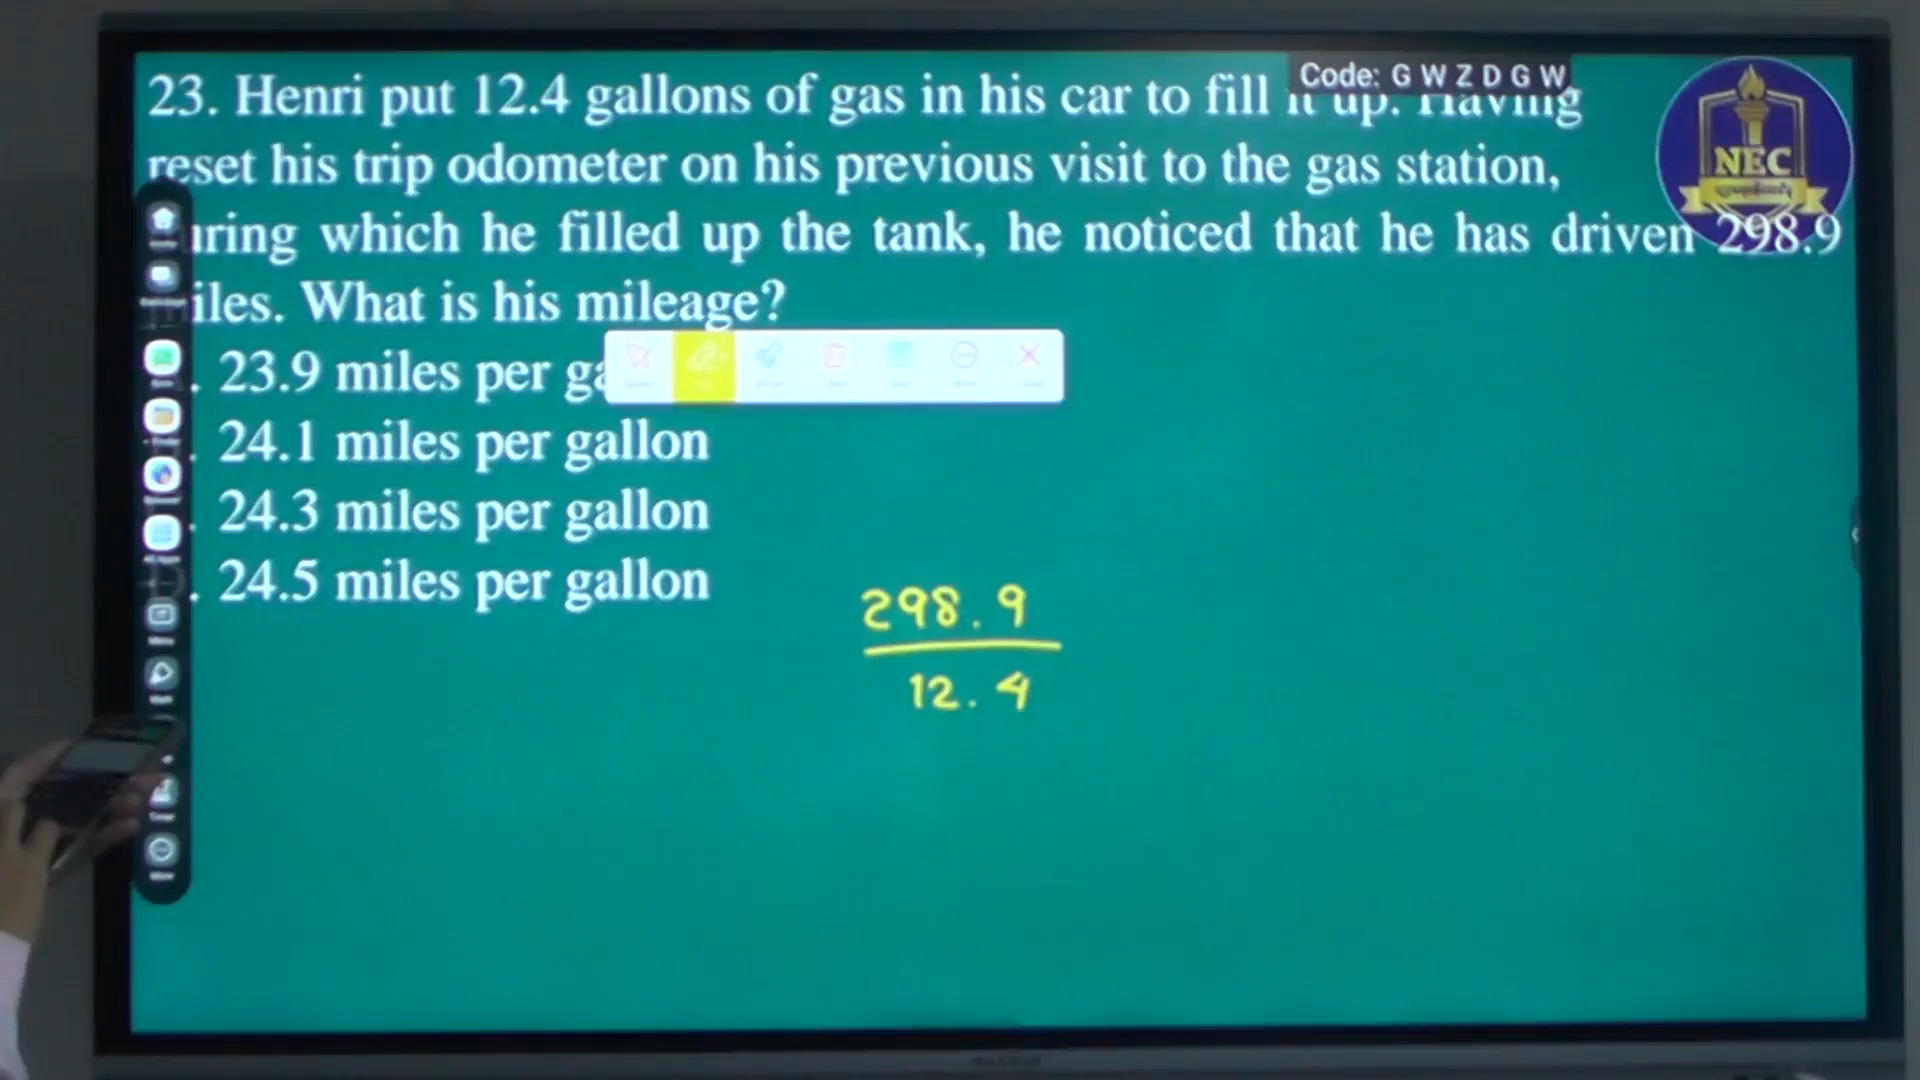 Code: G W Z D G W
23. Henri put 12.4 gallons of gas in his car to fill it up. Having
reset his trip odometer on his previous visit to the gas station,
uring which he filled up the tank, he noticed that he has driven 298.9
iles. What is his mileage?
. 23.9 miles per ga
. 24.1 miles per gallon
. 24.3 miles per gallon
. 24.5 miles per gallon
298.9
12.4
NEC